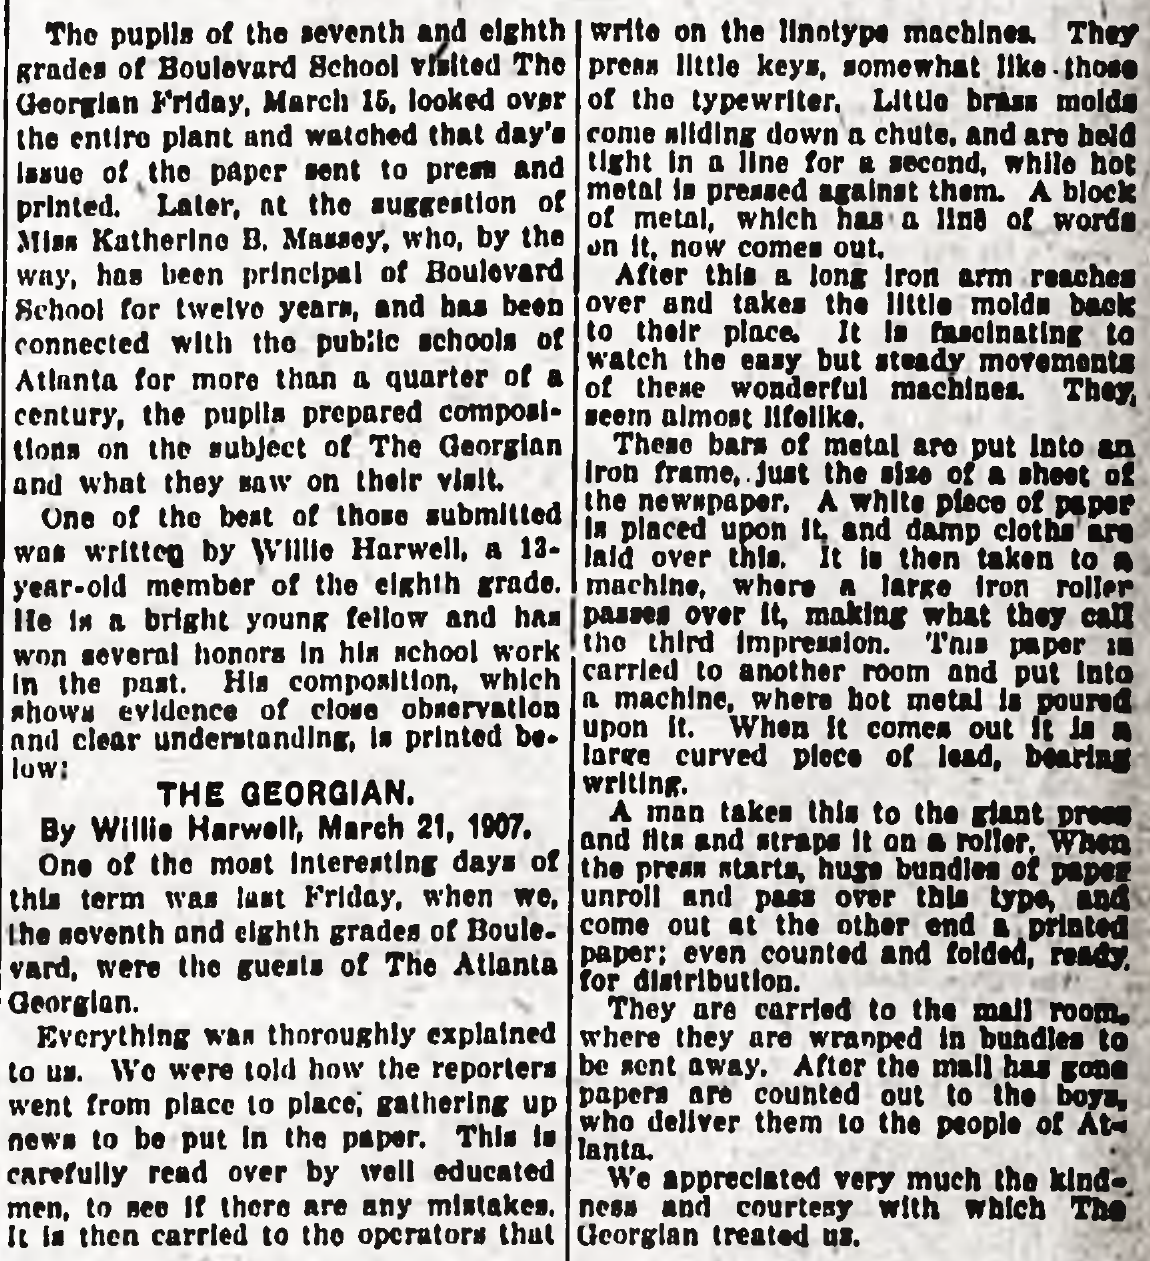 The pupils of the seventh and eighth
grades of Boulevard School visited The
Georgian Friday, March 15, looked over
the entire plant and watched that day's
issue of the paper sent to press and
printed. Later, at the suggestion of
Miss Katherine B. Massey, who, by the
way, has been principal of Boulevard
School for twelve years, and has been
connected with the public schools of
Atlanta for more than a quarter of a
century, the pupils prepared composi-
tions on the subject of The Georgian
and what they saw on their visit.
One of the best of those submitted
was written by Willie Harwell, a 13-
year-old member of the eighth grade.
He is a bright young fellow and has
won several honors in his school work
in the past. His composition, which
shows evidence of close observation
and clear understanding, is printed be-
low:
THE GEORGIAN.
By Willie Harwell, March 21, 1907.
One of the most interesting days of
this term was last Friday, when we,
the seventh and eighth grades of Boule-
vard, were the guests of The Atlanta
Georgian.
Everything was thoroughly explained
to us. We were told how the reporters
went from place to place, gathering up
news to be put in the paper. This is
carefully read over by well educated
men, to see if there are any mistakes.
It is then carried to the operators that
write on the linotype machines. They
press little keys, somewhat like those
of the typewriter. Little brass molds
come sliding down a chute, and are held
tight in a line for a second, while hot
metal is pressed against them. A block
of metal, which has a line of words
on it, now comes out.
After this a long iron arm reaches
over and takes the little molds back
to their place. It is fascinating to
watch the easy but steady movements
of these wonderful machines. They
seem almost lifelike.
These bars of metal are put into an
iron frame, just the size of a sheet of
the newspaper. A white piece of paper
is placed upon it, and damp cloths are
laid over this. It is then taken to a
machine, where a large iron roller
passes over it, making what they call
the third impression. This paper is
carried to another room and put into
a machine, where hot metal is poured
upon it. When it comes out it is a
large curved piece of lead, bearing
writing.
A man takes this to the giant press
and fits and straps it on a roller. When
the press starts, huge bundles of paper
unroll and pass over this type, and
come out at the other end a printed
paper; even counted and folded, ready
for distribution.
They are carried to the mail room,
where they are wrapped in bundles to
be sent away. After the mail has gone
papers are counted out to the boys,
who deliver them to the people of At-
lanta.
We appreciated very much the kind-
ness and courtesy with which The
Georgian treated us.